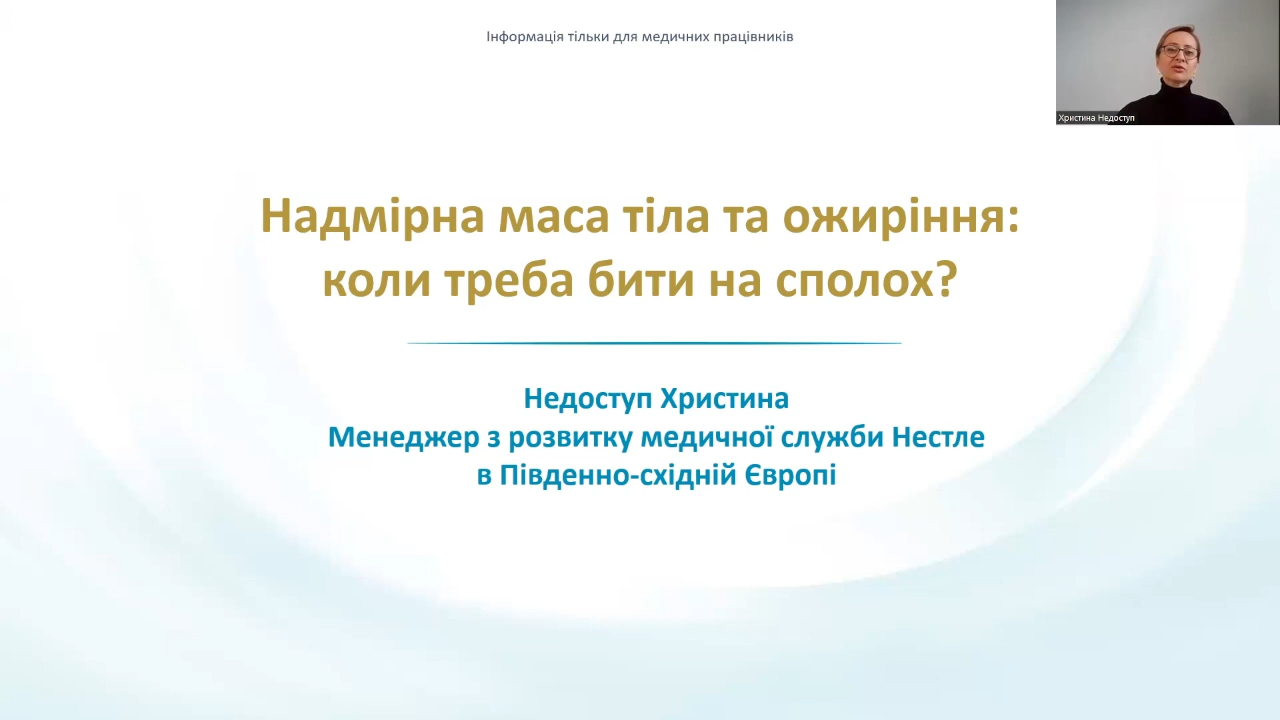 Інформація тільки для медичних працівників
Христина Недоступ
Надмірна маса тіла та ожиріння:
коли треба бити на сполох?
Недоступ Христина
Менеджер з розвитку медичної служби Нестле
в Південно-східній Європі